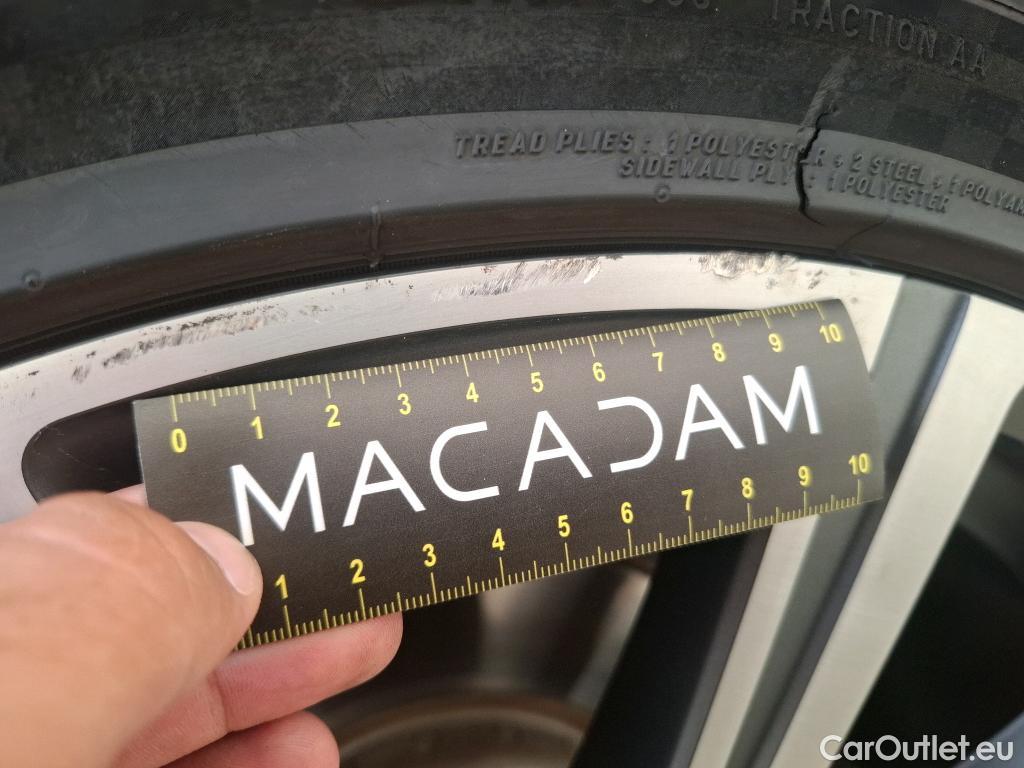 TRACTION AA
TREAD PLIES : 1 POLYESTER + 2 STEEL + 1
SIDEWALL PLY : 1 POLYESTER
0 1 2 3 4 5 6 7 8 9 10
MACADAM
1 2 3 4 5 6 7 8 9 10
CarOutlet.eu